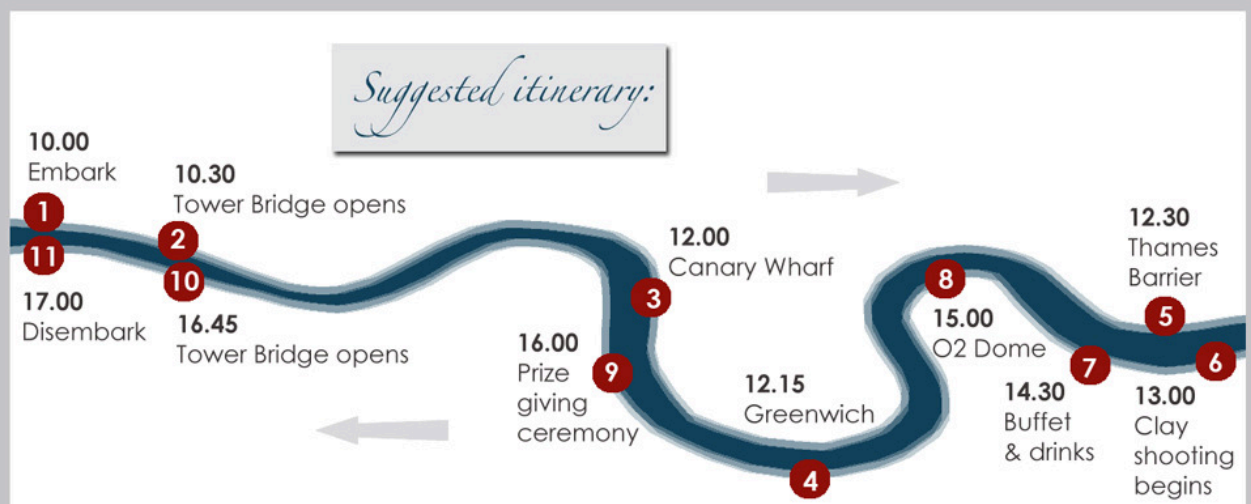 Suggested itinerary:
10.00
Embark
1
10.30
Tower Bridge opens
2
12.00
Canary Wharf
3
12.15
Greenwich
4
12.30
Thames
Barrier
5
6
13.00
Clay
shooting
begins
7
14.30
Buffet
& drinks
8
15.00
O2 Dome
9
16.00
Prize
giving
ceremony
10
16.45
Tower Bridge opens
11
17.00
Disembark